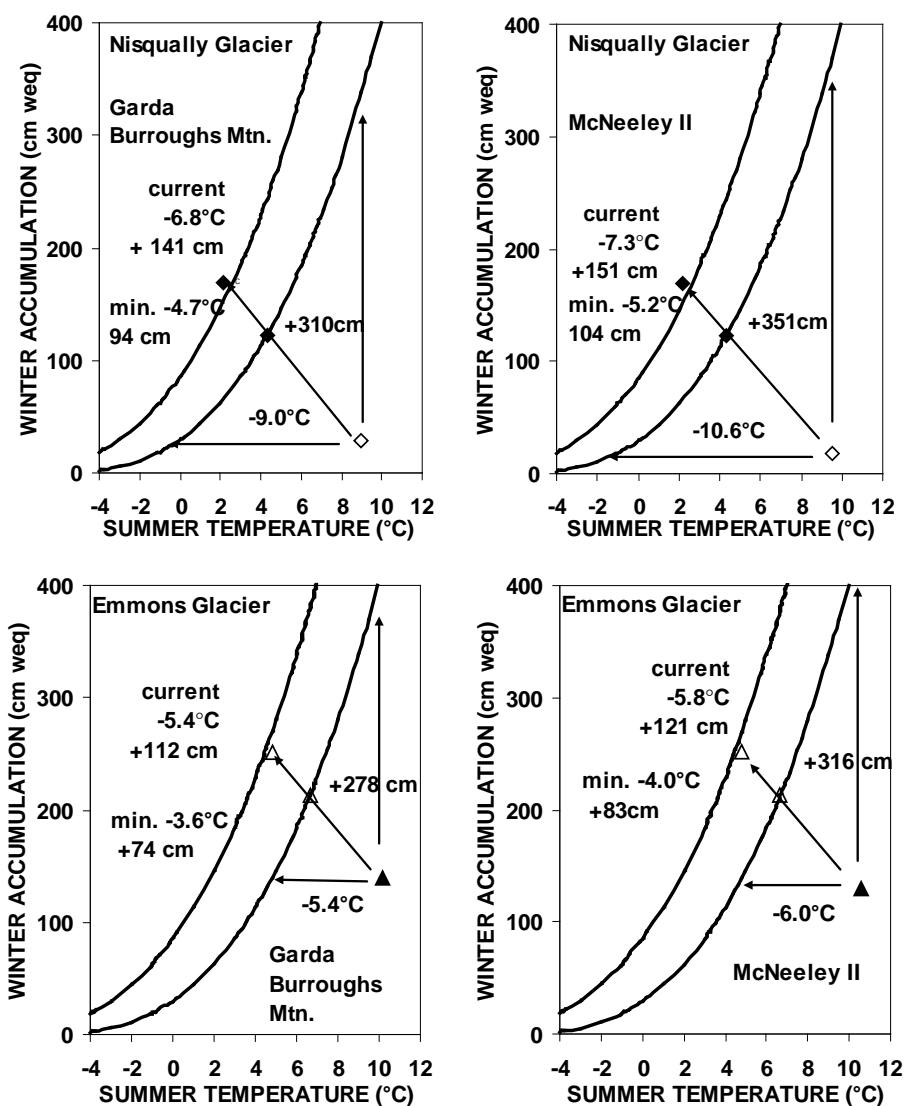 WINTER ACCUMULATION (cm weq)
400
300
200
100
0
Nisqually Glacier
Garda
Burroughs Mtn.
current
-6.8°C
+ 141 cm
min. -4.7°C
94 cm
+310cm
-9.0°C
-4 -2 0 2 4 6 8 10 12
SUMMER TEMPERATURE (°C)
WINTER ACCUMULATION (cm weq)
400
300
200
100
0
Nisqually Glacier
McNeeley II
current
-7.3°C
+151 cm
min. -5.2°C
104 cm
+351cm
-10.6°C
-4 -2 0 2 4 6 8 10 12
SUMMER TEMPERATURE (°C)
WINTER ACCUMULATION (cm weq)
400
300
200
100
0
Emmons Glacier
current
-5.4°C
+112 cm
min. -3.6°C
+74 cm
+278 cm
-5.4°C
Garda
Burroughs
Mtn.
-4 -2 0 2 4 6 8 10 12
SUMMER TEMPERATURE (°C)
WINTER ACCUMULATION (cm weq)
400
300
200
100
0
Emmons Glacier
current
-5.8°C
+121 cm
min. -4.0°C
+83cm
+316 cm
-6.0°C
McNeeley II
-4 -2 0 2 4 6 8 10 12
SUMMER TEMPERATURE (°C)